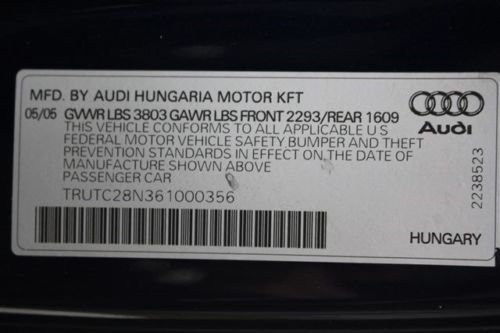 MFD. BY AUDI HUNGARIA MOTOR KFT
05/05 GVWR LBS 3803 GAWR LBS FRONT 2293/REAR 1609
THIS VEHICLE CONFORMS TO ALL APPLICABLE U S
FEDERAL MOTOR VEHICLE SAFETY BUMPER AND THEFT
PREVENTION STANDARDS IN EFFECT ON THE DATE OF
MANUFACTURE SHOWN ABOVE
PASSENGER CAR
TRUTC28N361000356
Audi
2238523
HUNGARY